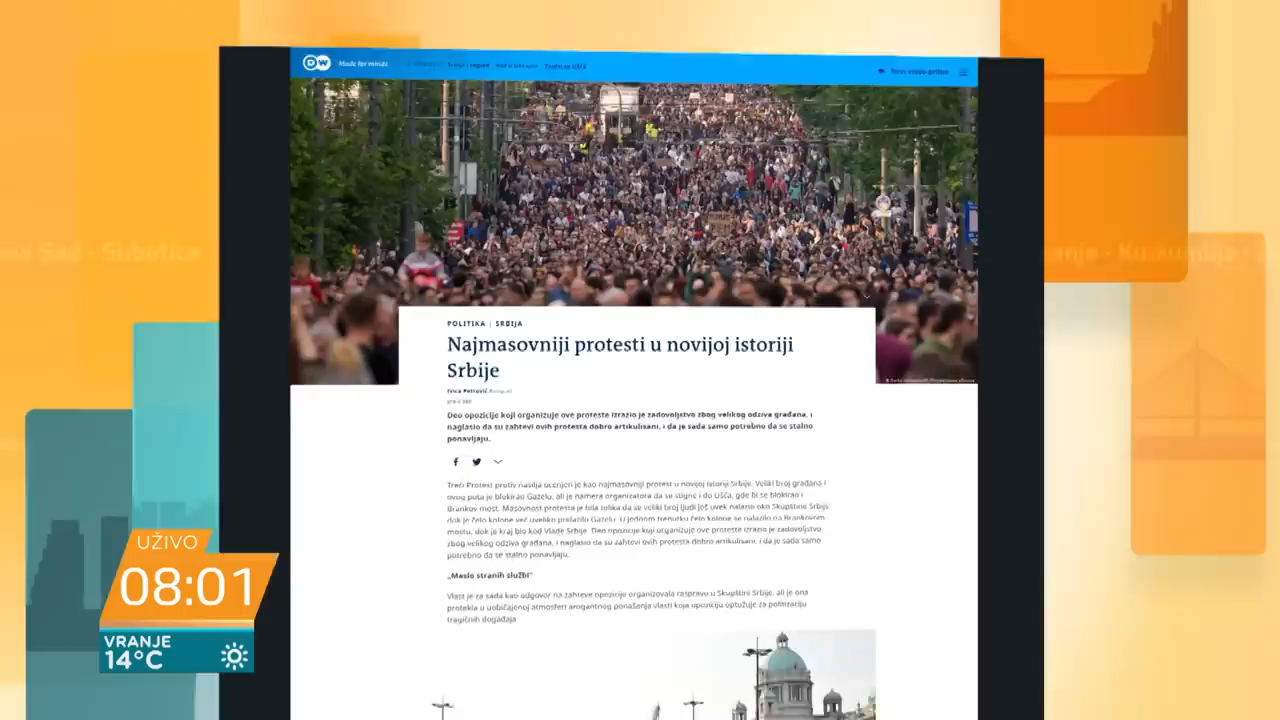 DW Made for minds
Novi Sad • Subotica
POLITIKA | SRBIJA
Najmasovniji protesti u novijoj istoriji
Srbije
Ivica Petrović
Deo opozicije koji organizuje ove proteste izrazio je zadovoljstvo zbog velikog odziva građana, i
naglasio da su zahtevi ovih protesta dobro artikulisani, i da je sada samo potrebno da se stalno
ponavljaju.
Treći Protest protiv nasilja ocenjen je kao najmasovniji protest u novijoj istoriji Srbije. Veliki broj građana i
ovog puta je blokirao Gazelu, ali je namera organizatora da se stigne i do Ušća, gde bi se blokirao i
Brankov most. Masovnost protesta je bila tolika da se veliki broj ljudi još uvek nalazio oko Skupštine Srbije
dok je čelo kolone već uveliko prelazilo Gazelu. U jednom trenutku čelo kolone se nalazilo na Brankovom
mostu, dok je kraj bio kod Vlade Srbije. Deo opozicije koji organizuje ove proteste izrazio je zadovoljstvo
zbog velikog odziva građana, i naglasio da su zahtevi ovih protesta dobro artikulisani, i da je sada samo
potrebno da se stalno ponavljaju.
„Maslo stranih službi“
Vlast je za sada kao odgovor na zahteve opozicije organizovala raspravu u Skupštini Srbije, ali je ona
protekla u uobičajenoj atmosferi arogantnog ponašanja vlasti koja opoziciju optužuje za politizaciju
tragičnih događaja
UŽIVO
08:01
VRANJE
14°C